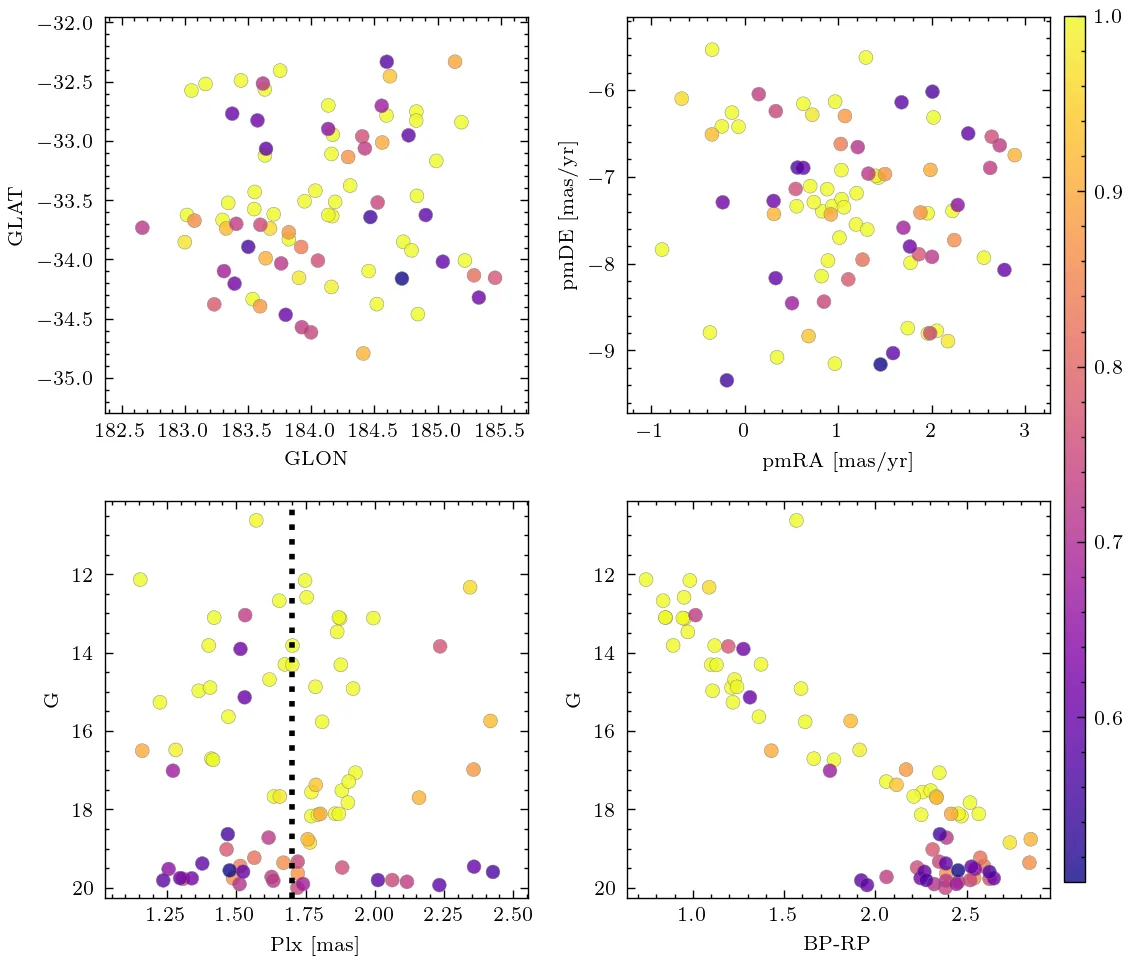 −32.0
−32.5
−33.0
−33.5
−34.0
−34.5
−35.0
GLAT
182.5 183.0 183.5 184.0 184.5 185.0 185.5
GLON
−6
−7
−8
−9
pmDE [mas/yr]
−1 0 1 2 3
pmRA [mas/yr]
1.0
0.9
0.8
0.7
0.6
12
14
16
18
20
G
1.25 1.50 1.75 2.00 2.25 2.50
Plx [mas]
12
14
16
18
20
G
1.0 1.5 2.0 2.5
BP-RP